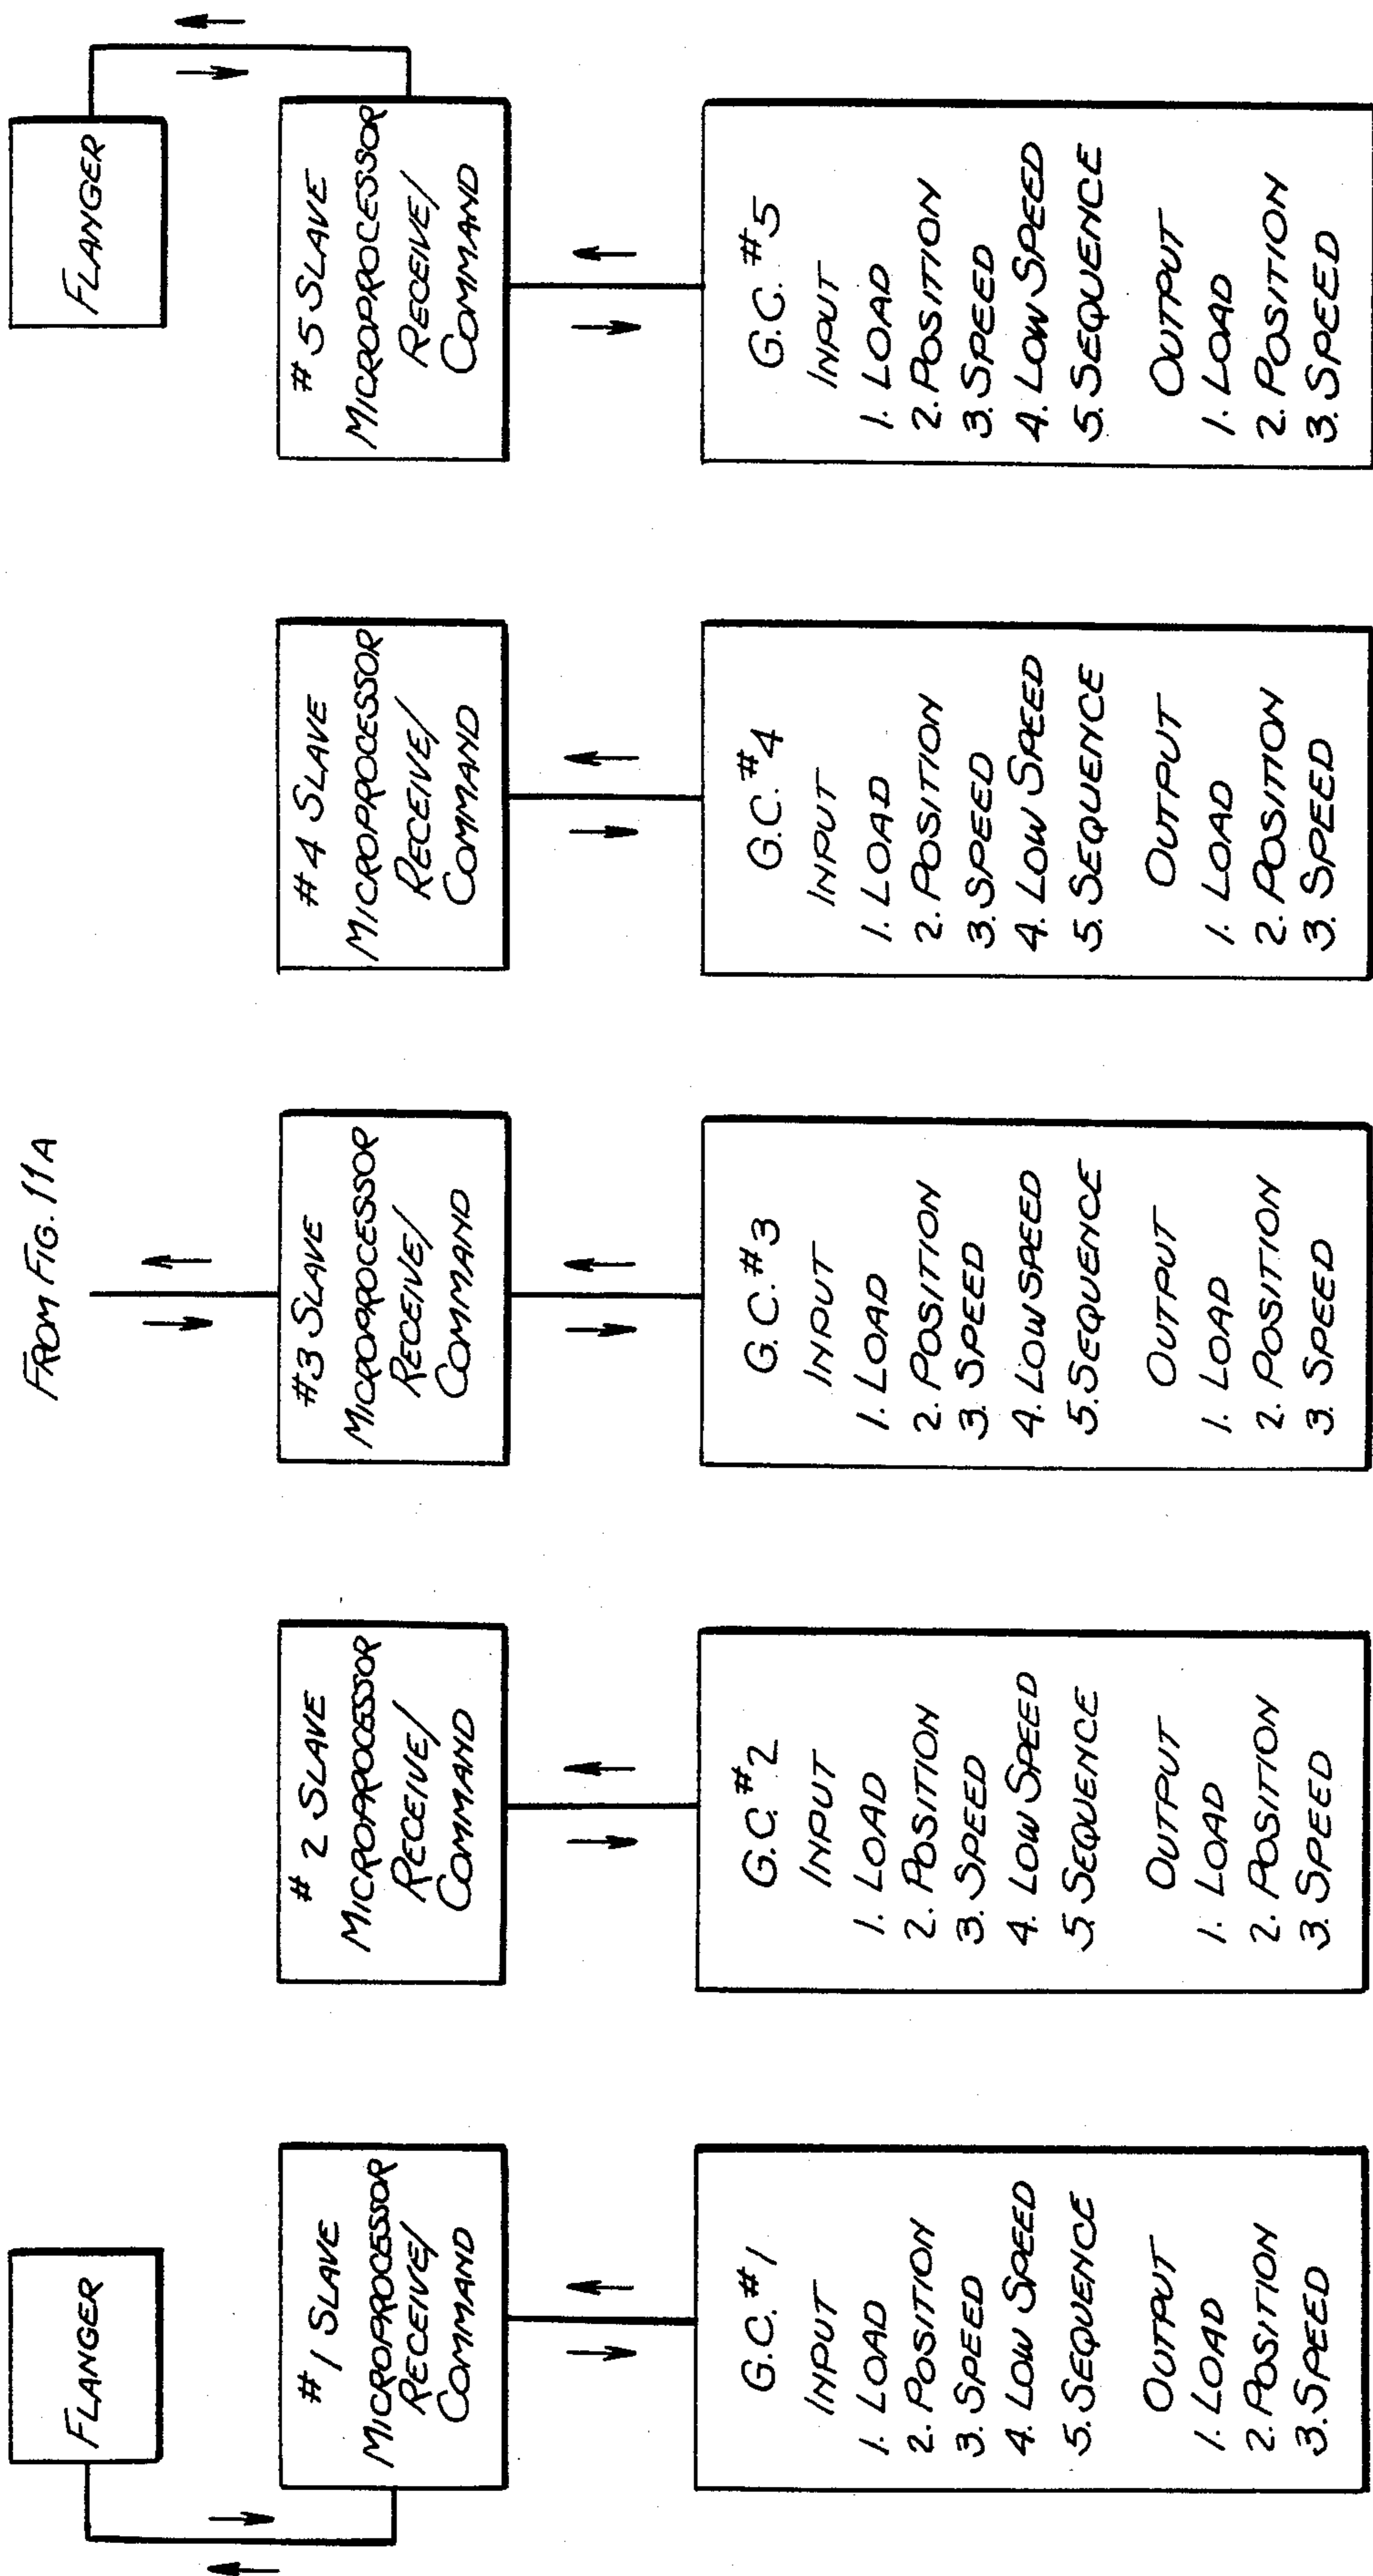 FROM FIG. 11A
FLANGER
#1 SLAVE
MICROPROCESSOR
RECEIVE/
COMMAND
G.C. #1
INPUT
1. LOAD
2. POSITION
3. SPEED
4. LOW SPEED
5. SEQUENCE
OUTPUT
1. LOAD
2. POSITION
3. SPEED
#2 SLAVE
MICROPROCESSOR
RECEIVE/
COMMAND
G.C. #2
INPUT
1. LOAD
2. POSITION
3. SPEED
4. LOW SPEED
5. SEQUENCE
OUTPUT
1. LOAD
2. POSITION
3. SPEED
#3 SLAVE
MICROPROCESSOR
RECEIVE/
COMMAND
G.C. #3
INPUT
1. LOAD
2. POSITION
3. SPEED
4. LOW SPEED
5. SEQUENCE
OUTPUT
1. LOAD
2. POSITION
3. SPEED
#4 SLAVE
MICROPROCESSOR
RECEIVE/
COMMAND
G.C. #4
INPUT
1. LOAD
2. POSITION
3. SPEED
4. LOW SPEED
5. SEQUENCE
OUTPUT
1. LOAD
2. POSITION
3. SPEED
FLANGER
#5 SLAVE
MICROPROCESSOR
RECEIVE/
COMMAND
G.C. #5
INPUT
1. LOAD
2. POSITION
3. SPEED
4. LOW SPEED
5. SEQUENCE
OUTPUT
1. LOAD
2. POSITION
3. SPEED